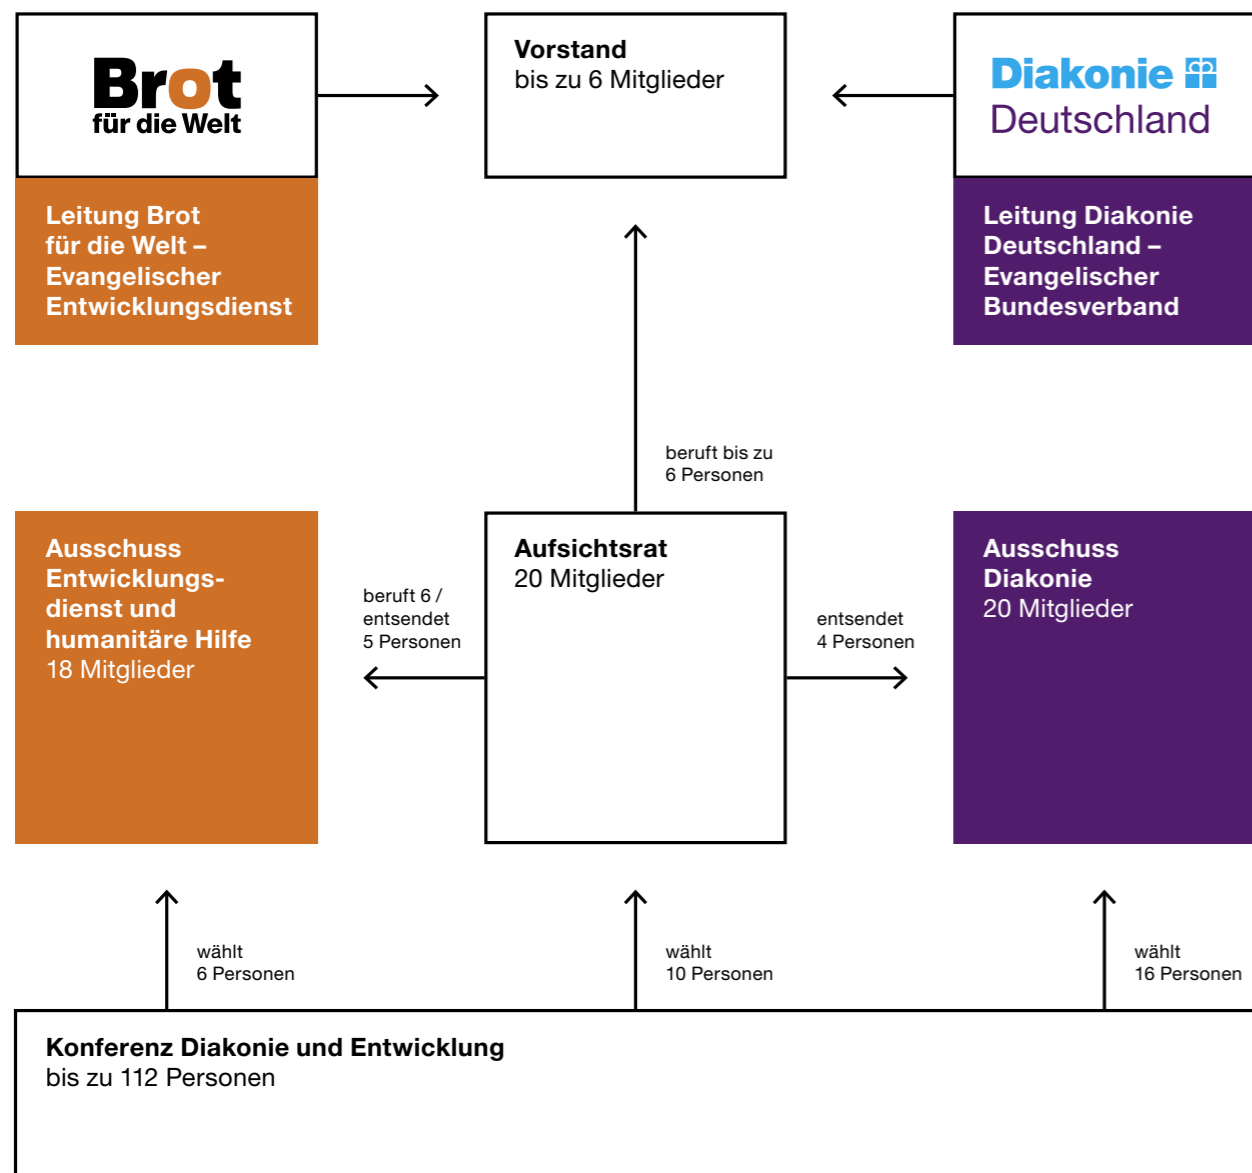 Brot
für die Welt
Vorstand
bis zu 6 Mitglieder
Diakonie
Deutschland
Leitung Brot
für die Welt –
Evangelischer
Entwicklungsdienst
Leitung Diakonie
Deutschland –
Evangelischer
Bundesverband
beruft bis zu
6 Personen
Ausschuss
Entwicklungs-
dienst und
humanitäre Hilfe
18 Mitglieder
beruft 6 /
entsendet
5 Personen
Aufsichtsrat
20 Mitglieder
entsendet
4 Personen
Ausschuss
Diakonie
20 Mitglieder
wählt
6 Personen
wählt
10 Personen
wählt
16 Personen
Konferenz Diakonie und Entwicklung
bis zu 112 Personen